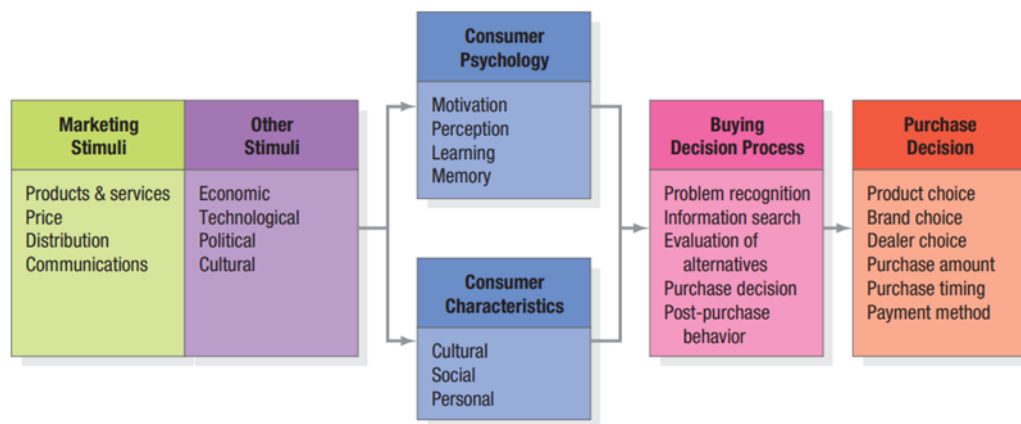 Marketing
Stimuli
Products & services
Price
Distribution
Communications
Other
Stimuli
Economic
Technological
Political
Cultural
Consumer
Psychology
Motivation
Perception
Learning
Memory
Consumer
Characteristics
Cultural
Social
Personal
Buying
Decision Process
Problem recognition
Information search
Evaluation of
alternatives
Purchase decision
Post-purchase
behavior
Purchase
Decision
Product choice
Brand choice
Dealer choice
Purchase amount
Purchase timing
Payment method